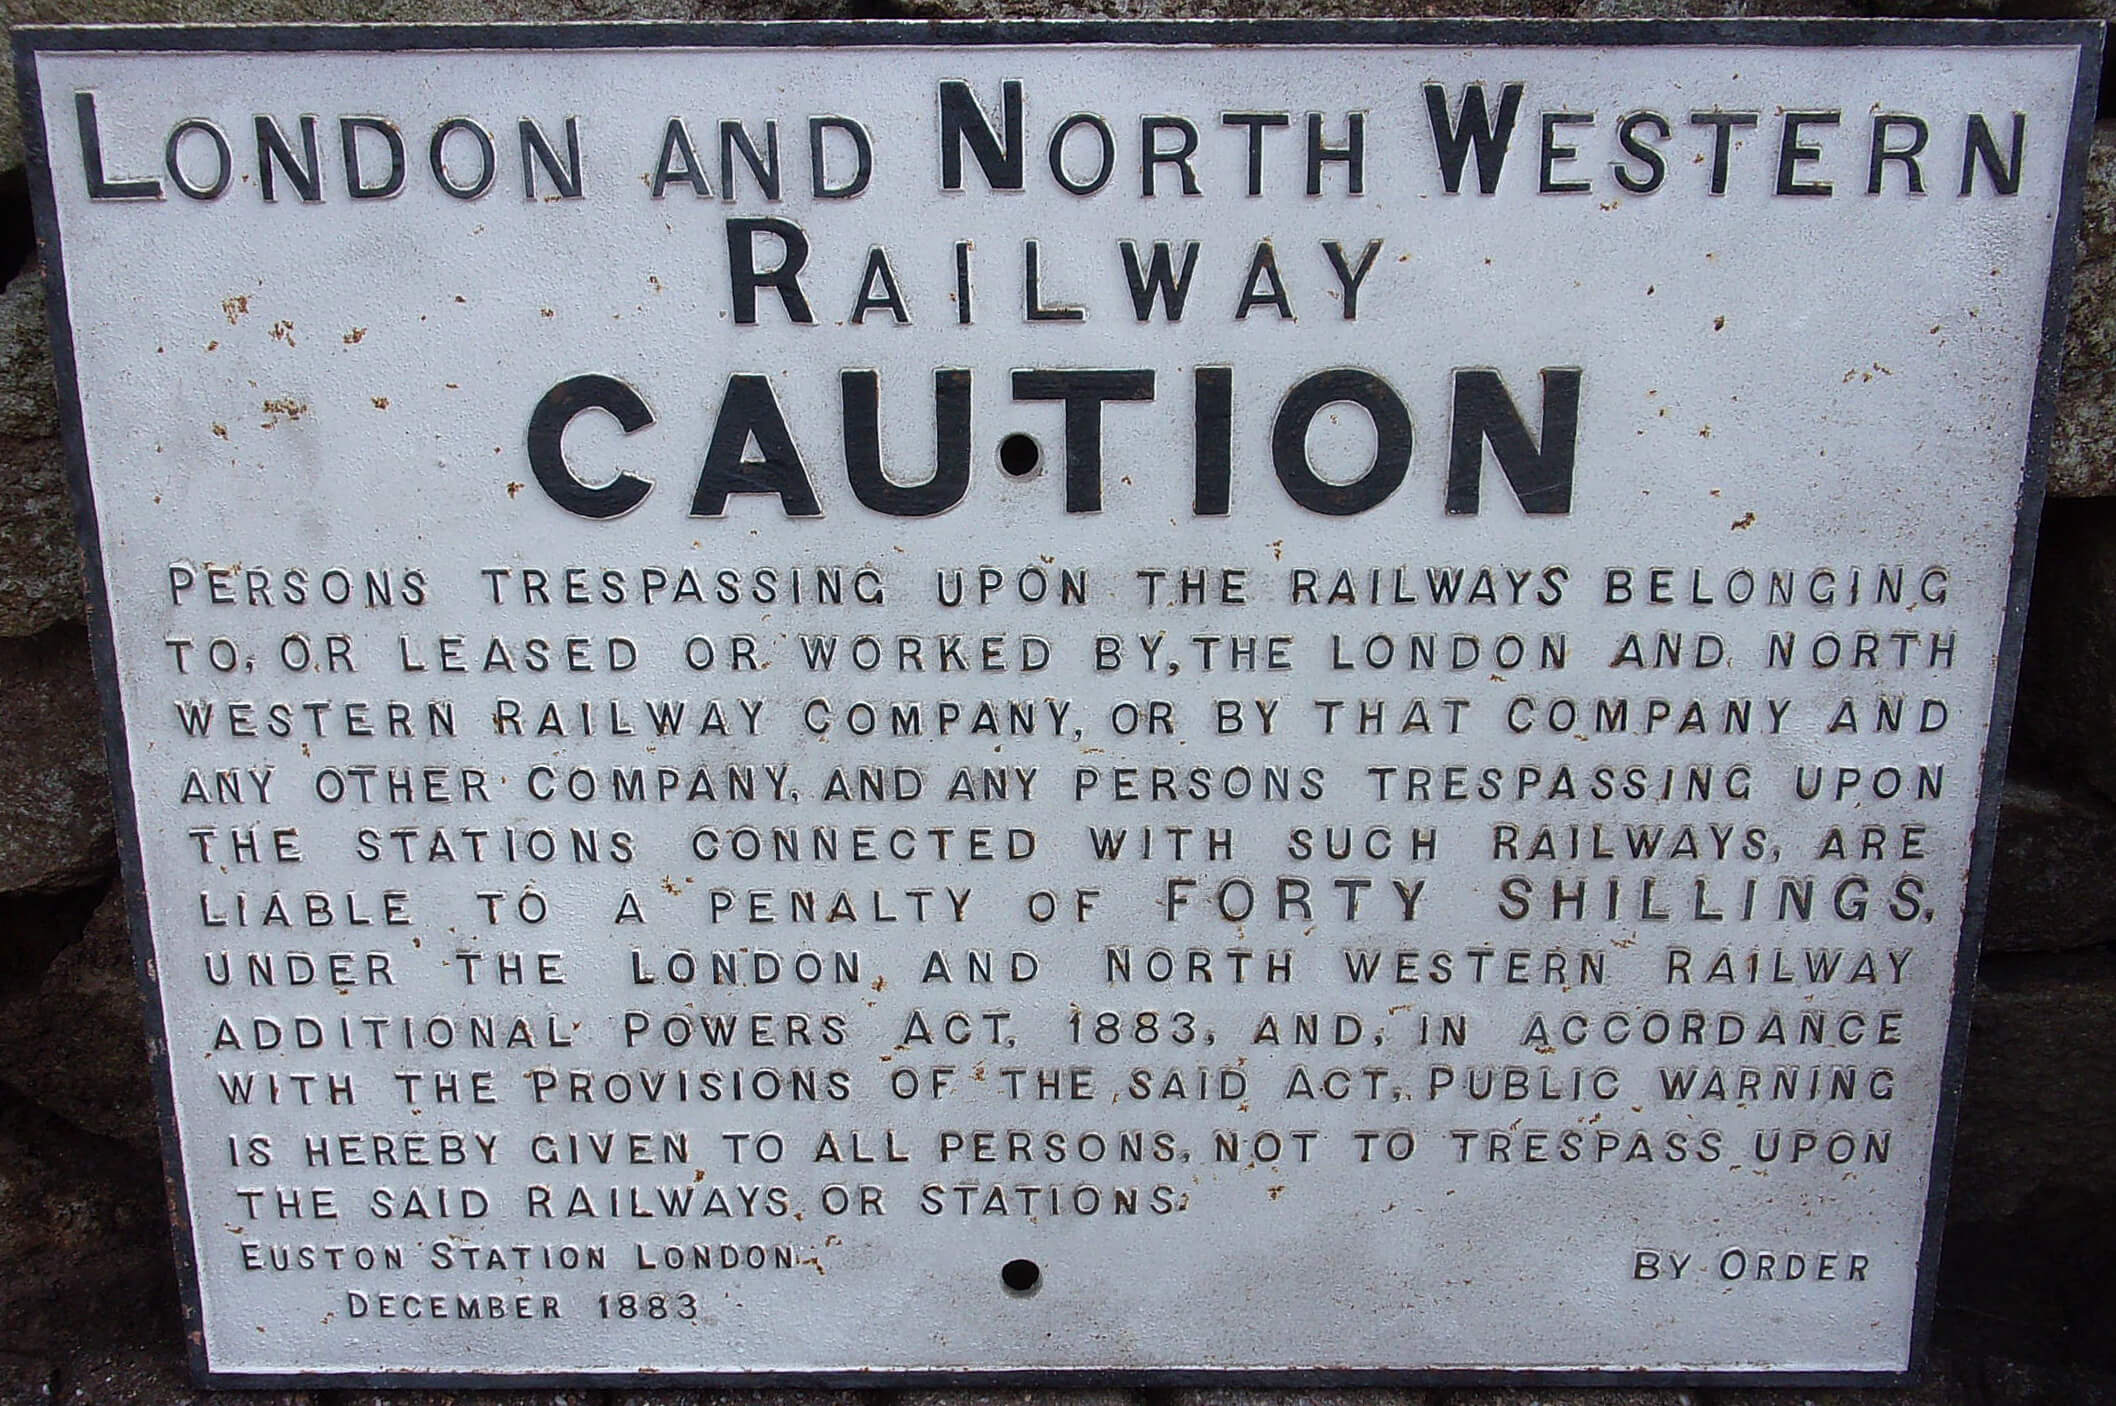 LONDON AND NORTH WESTERN
RAILWAY
CAUTION
PERSONS TRESPASSING UPON THE RAILWAYS BELONGING
TO, OR LEASED OR WORKED BY, THE LONDON AND NORTH
WESTERN RAILWAY COMPANY, OR BY THAT COMPANY AND
ANY OTHER COMPANY, AND ANY PERSONS TRESPASSING UPON
THE STATIONS CONNECTED WITH SUCH RAILWAYS, ARE
LIABLE TO A PENALTY OF FORTY SHILLINGS,
UNDER THE LONDON AND NORTH WESTERN RAILWAY
ADDITIONAL POWERS ACT, 1883, AND, IN ACCORDANCE
WITH THE PROVISIONS OF THE SAID ACT, PUBLIC WARNING
IS HEREBY GIVEN TO ALL PERSONS, NOT TO TRESPASS UPON
THE SAID RAILWAYS OR STATIONS.
EUSTON STATION LONDON
DECEMBER 1883
BY ORDER